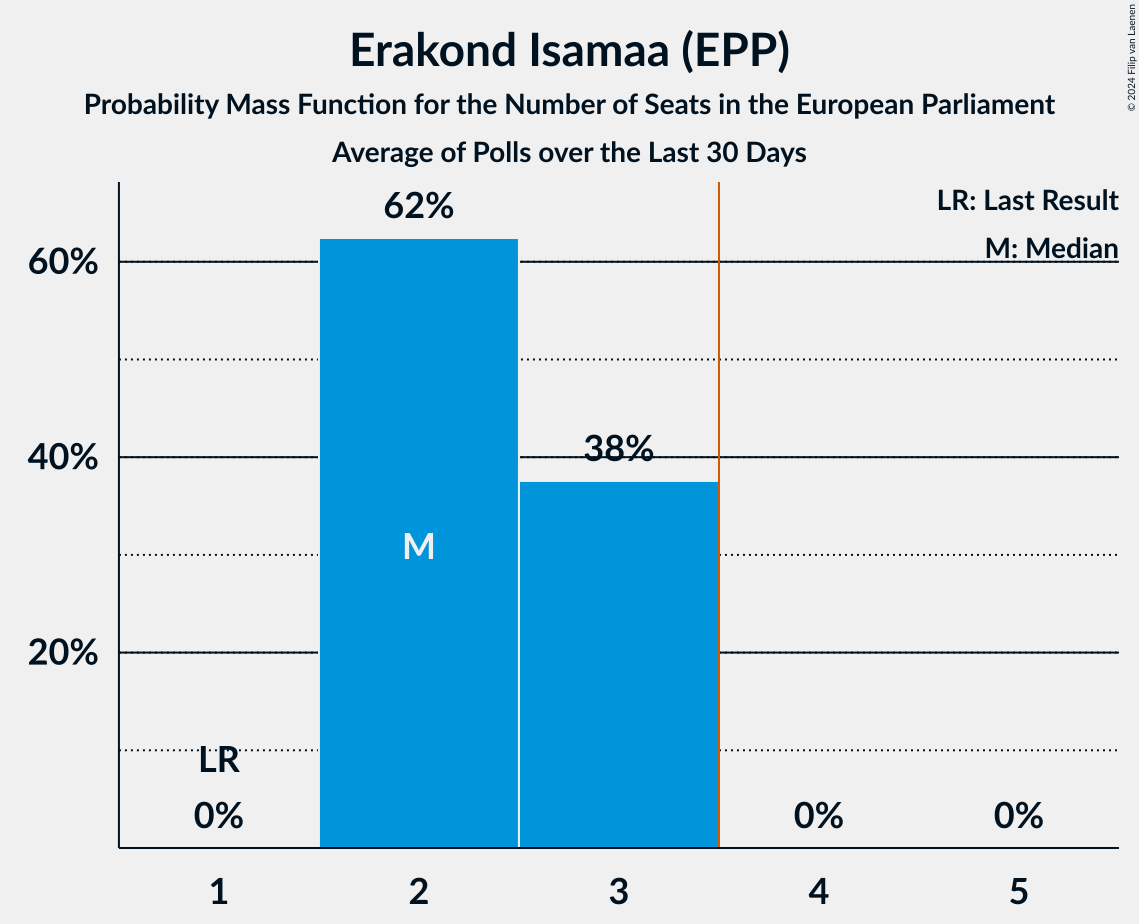 Erakond Isamaa (EPP)
Probability Mass Function for the Number of Seats in the European Parliament
Average of Polls over the Last 30 Days
© 2024 Filip van Laenen
LR: Last Result
M: Median
62%
60%
38%
40%
M
20%
LR
0%
0%
0%
1
2
3
4
5